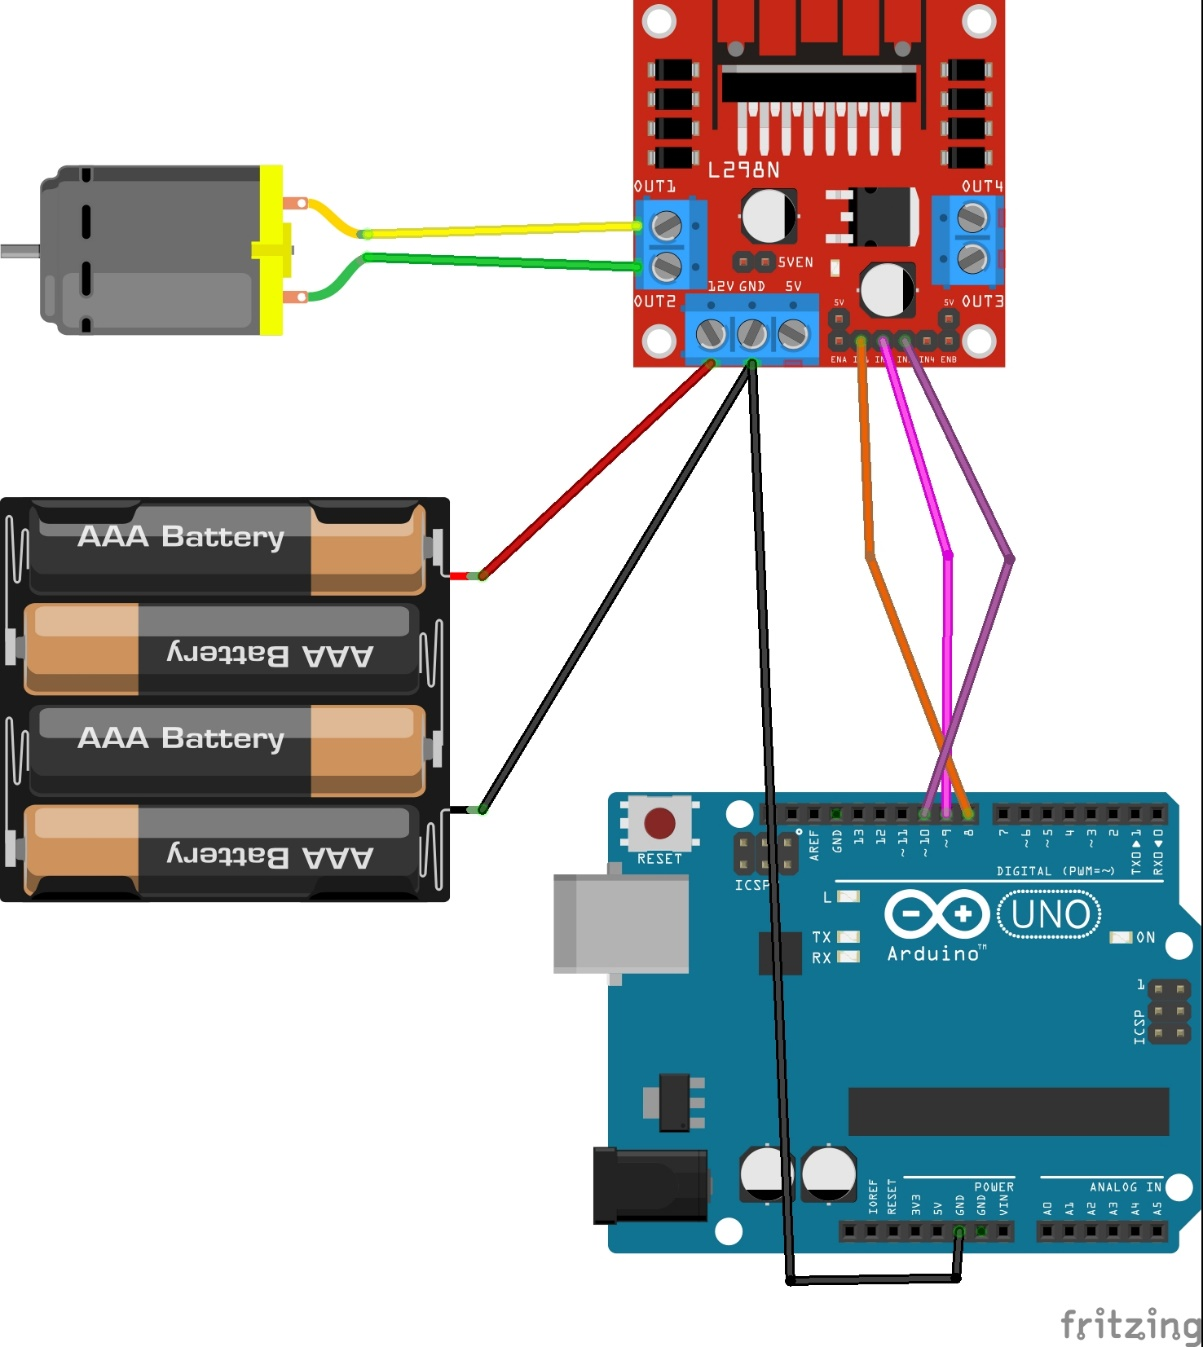 L298N
OUT1
OUT4
5VEN
OUT2
12V GND 5V
5V
5V
OUT3
ENA
IN4 ENB
AAA Battery
AAA Battery
AAA Battery
AAA Battery
RESET
ICSP
AREF
GND
13
12
~11
~10
~9
8
7
~6
~5
4
~3
2
TX0▶1
RX0◀0
DIGITAL (PWM=~)
L
TX
RX
UNO
Arduino™
ON
1
ICSP
POWER
ANALOG IN
IOREF
RESET
3V3
5V
GND
GND
VIN
A0
A1
A2
A3
A4
A5
fritzing